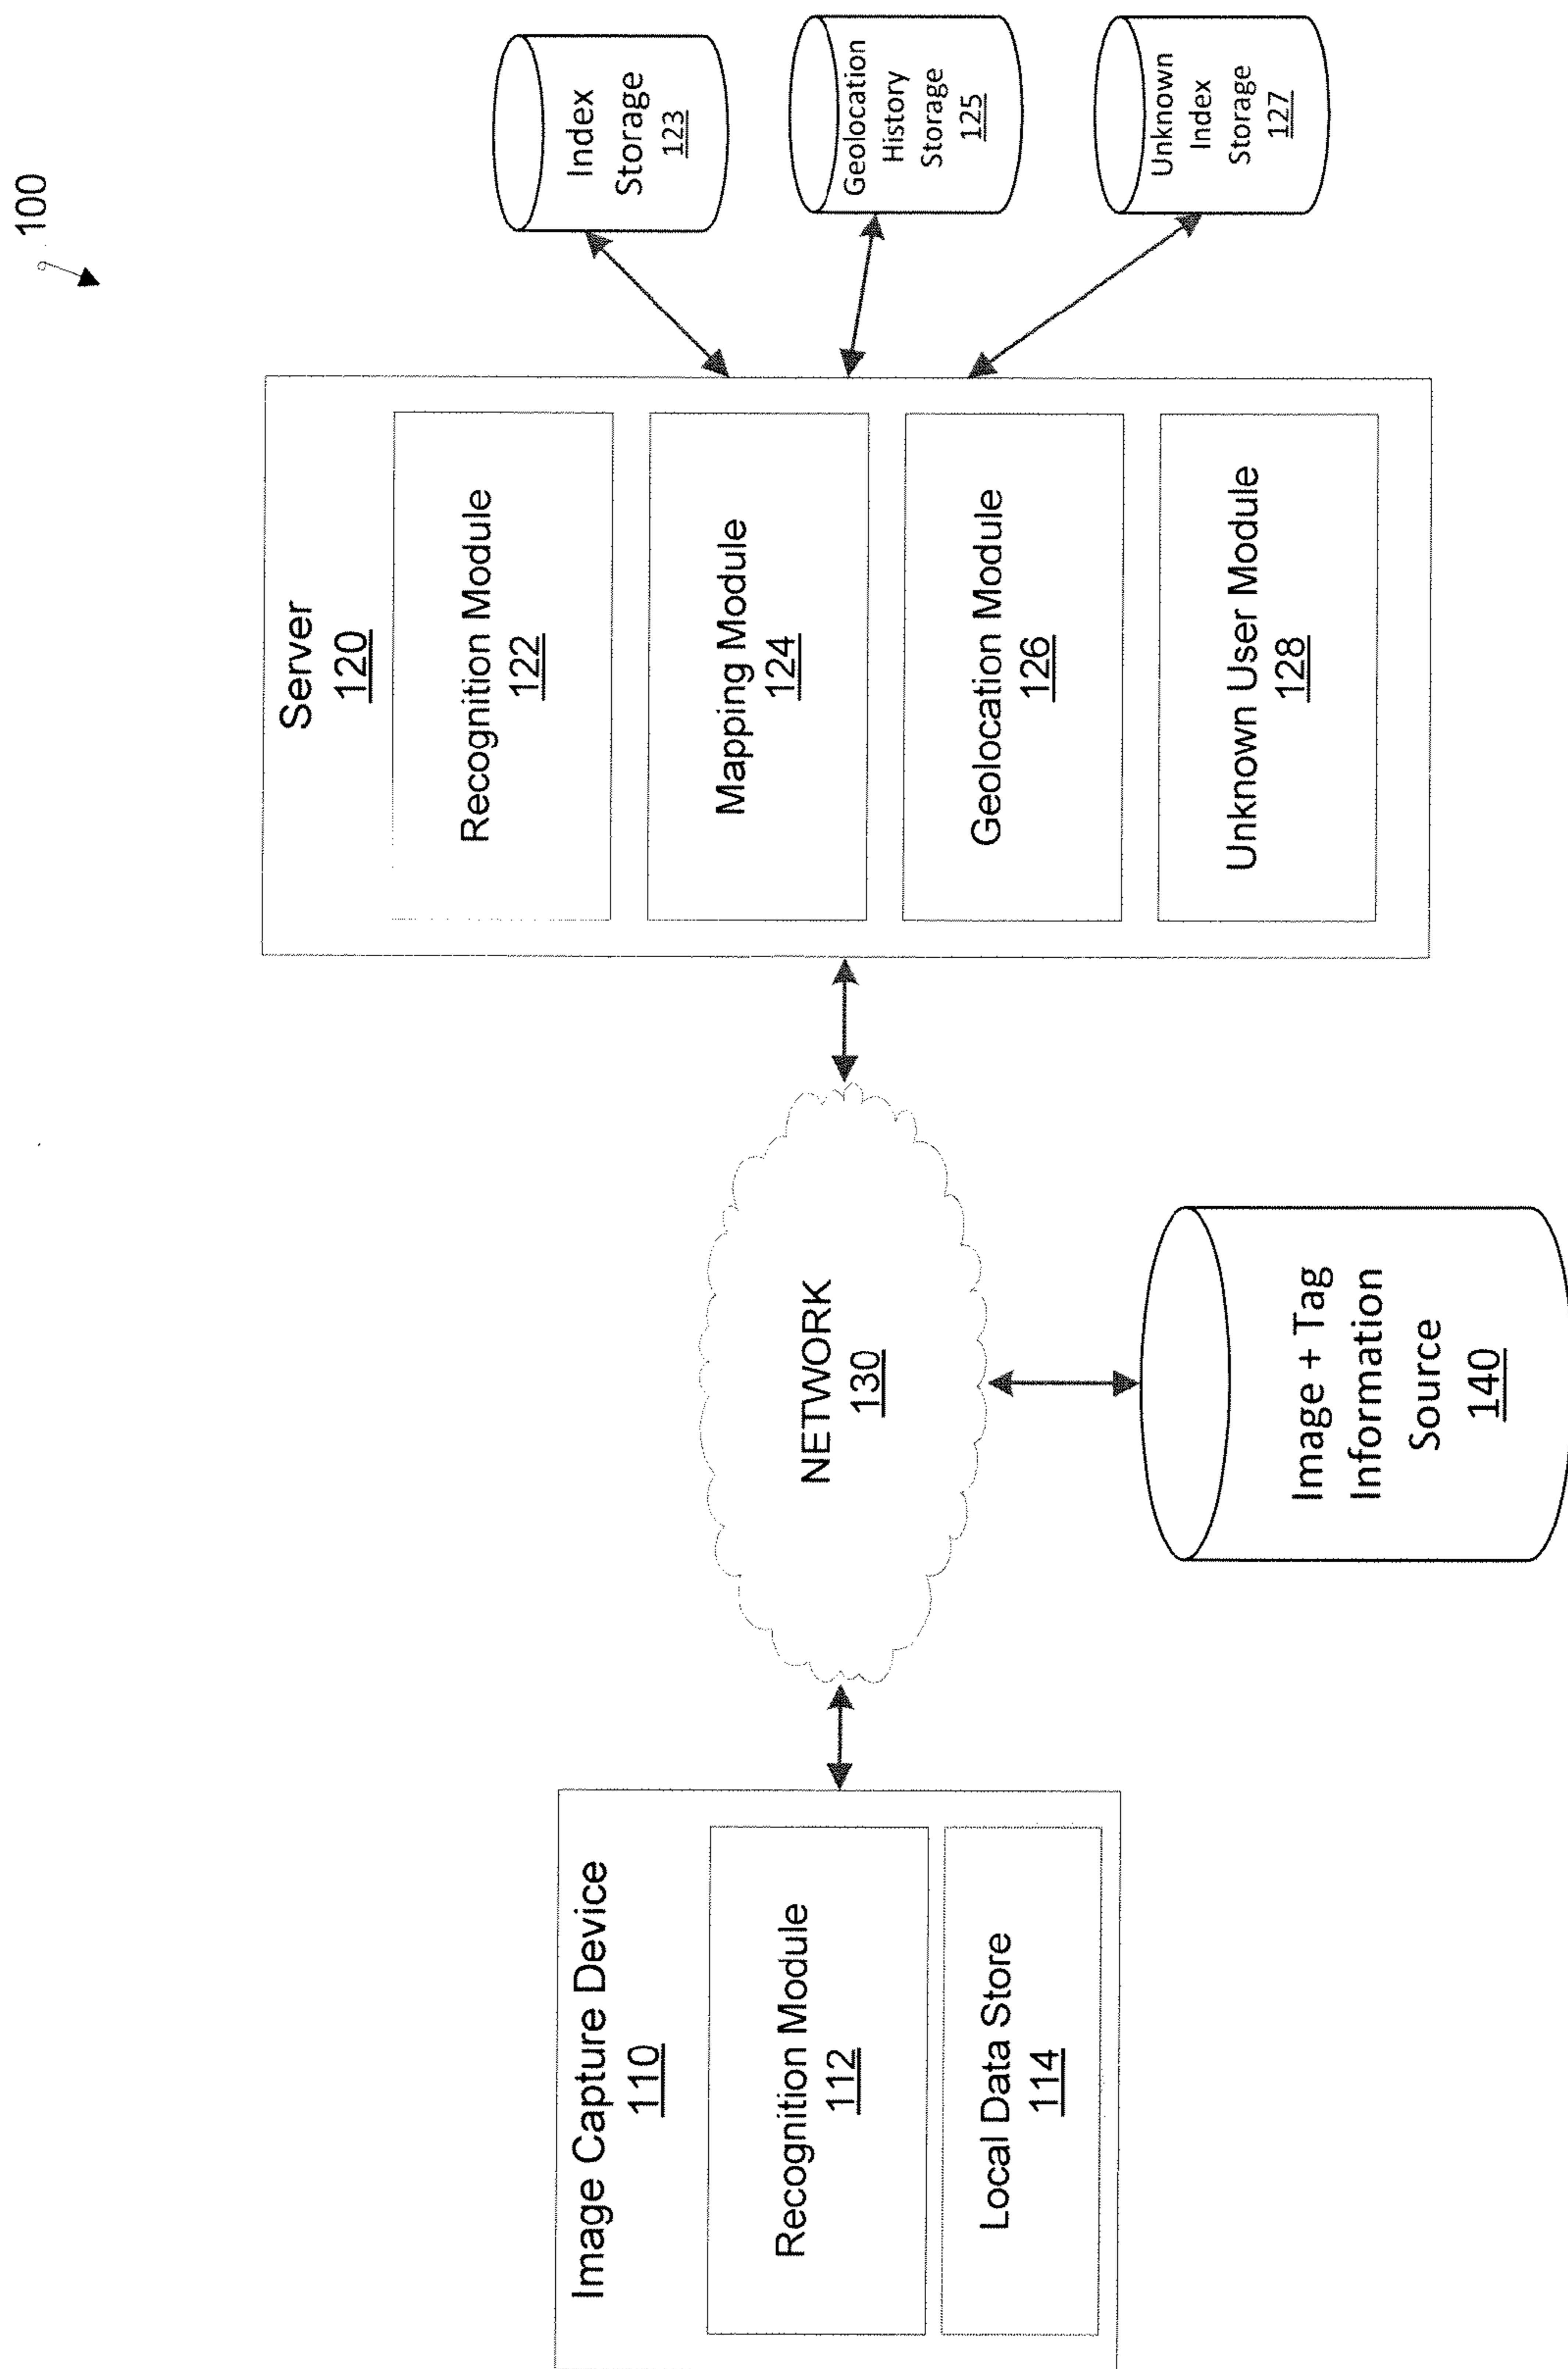 100
Image Capture Device
110
Recognition Module
112
Local Data Store
114
NETWORK
130
Image + Tag
Information
Source
140
Server
120
Recognition Module
122
Mapping Module
124
Geolocation Module
126
Unknown User Module
128
Index
Storage
123
Geolocation
History
Storage
125
Unknown
Index
Storage
127